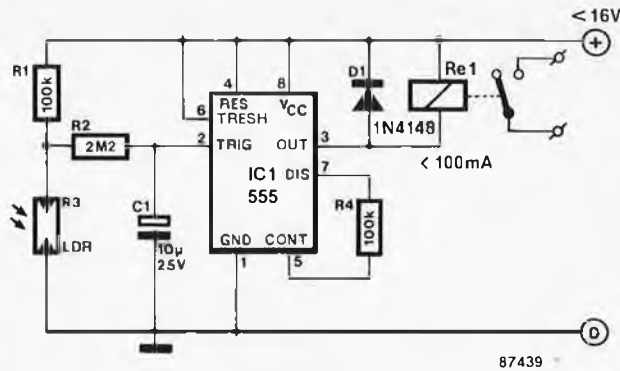 <16V
+
R1
100k
R2
2M2
R3
LDR
C1
10µ
25V
4
8
RES
VCC
6
TRESH
2
TRIG
OUT
3
IC1
555
DIS
7
GND
CONT
1
5
R4
100k
D1
1N4148
Re1
<100mA
D
87439